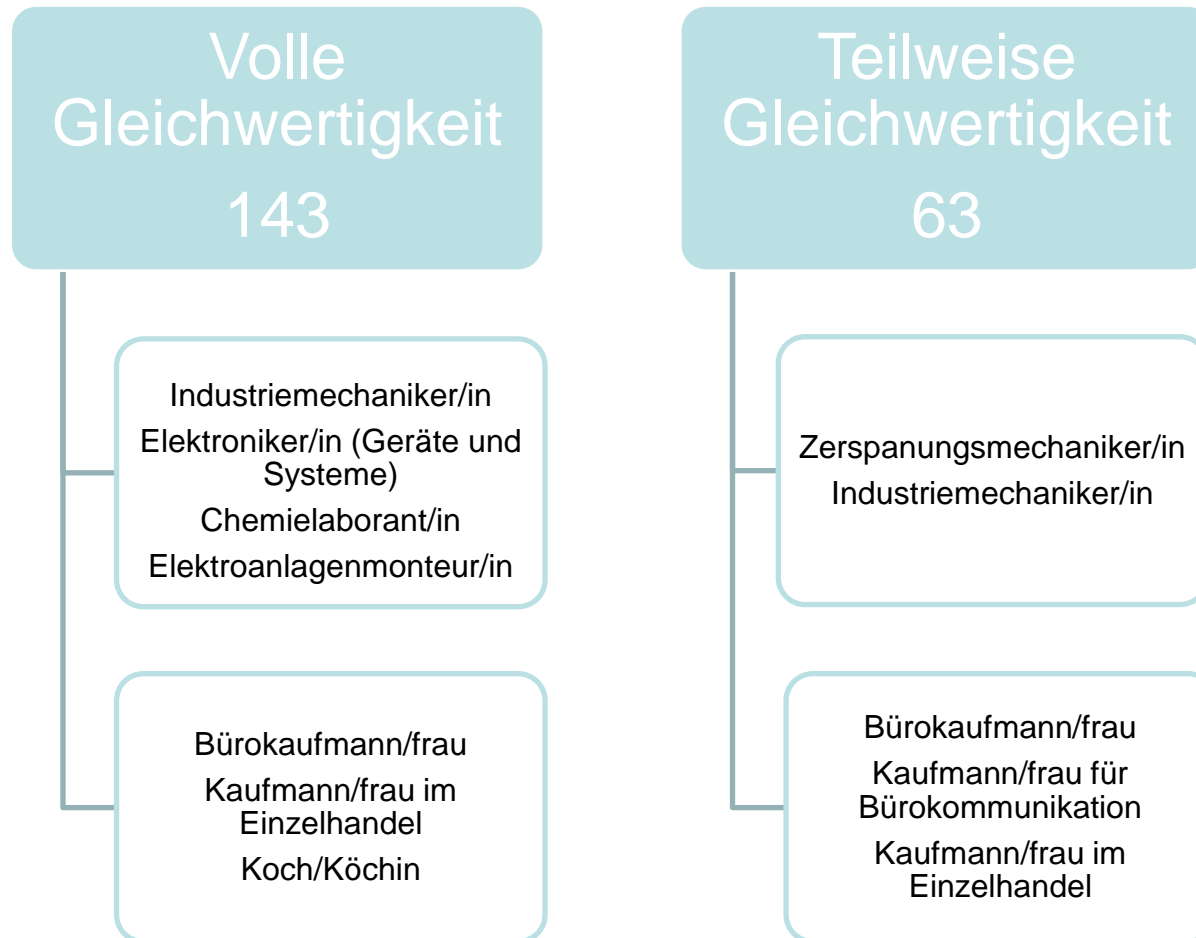 Volle
Gleichwertigkeit
143
Industriemechaniker/in
Elektroniker/in (Geräte und
Systeme)
Chemielaborant/in
Elektroanlagenmonteur/in
Bürokaufmann/frau
Kaufmann/frau im
Einzelhandel
Koch/Köchin
Teilweise
Gleichwertigkeit
63
Zerspanungsmechaniker/in
Industriemechaniker/in
Bürokaufmann/frau
Kaufmann/frau für
Bürokommunikation
Kaufmann/frau im
Einzelhandel